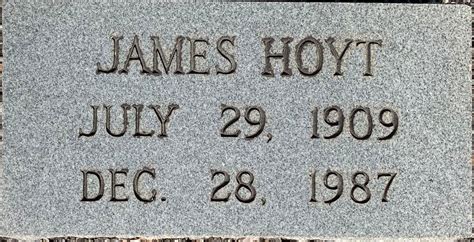 JAMES HOYT
JULY 29, 1909
DEC. 28, 1987